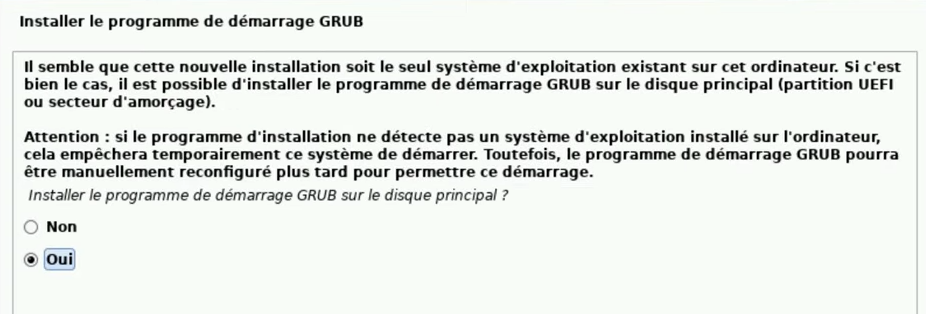 Installer le programme de démarrage GRUB
Il semble que cette nouvelle installation soit le seul système d'exploitation existant sur cet ordinateur. Si c'est
bien le cas, il est possible d'installer le programme de démarrage GRUB sur le disque principal (partition UEFI
ou secteur d'amorçage).
Attention : si le programme d'installation ne détecte pas un système d'exploitation installé sur l'ordinateur,
cela empêchera temporairement ce système de démarrer. Toutefois, le programme de démarrage GRUB pourra
être manuellement reconfiguré plus tard pour permettre ce démarrage.
Installer le programme de démarrage GRUB sur le disque principal ?
Non
Oui